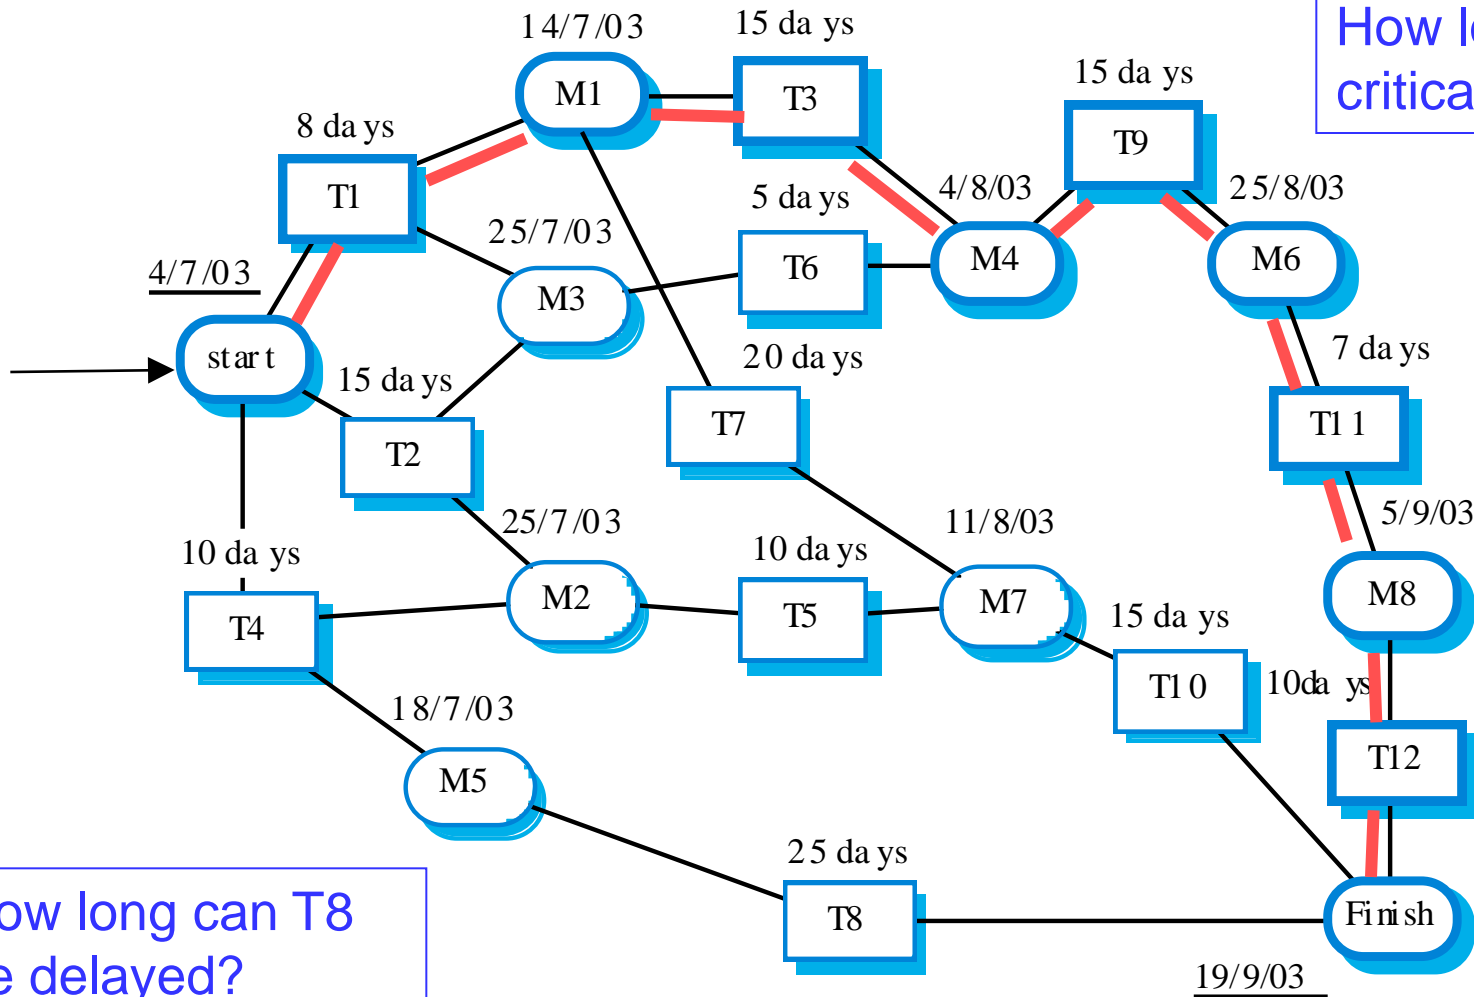 14/7/03
15 days
How lo
critica
15 days
M1
T3
8 days
T9
T1
5 days
4/8/03
25/8/03
25/7/03
4/7/03
T6
M4
M6
M3
start
15 days
20 days
7 days
T7
T11
T2
25/7/03
11/8/03
5/9/03
10 days
10 days
M2
M7
M8
T4
T5
15 days
18/7/03
T10
10days
M5
T12
25 days
T8
Finish
ow long can T8
e delayed?
19/9/03